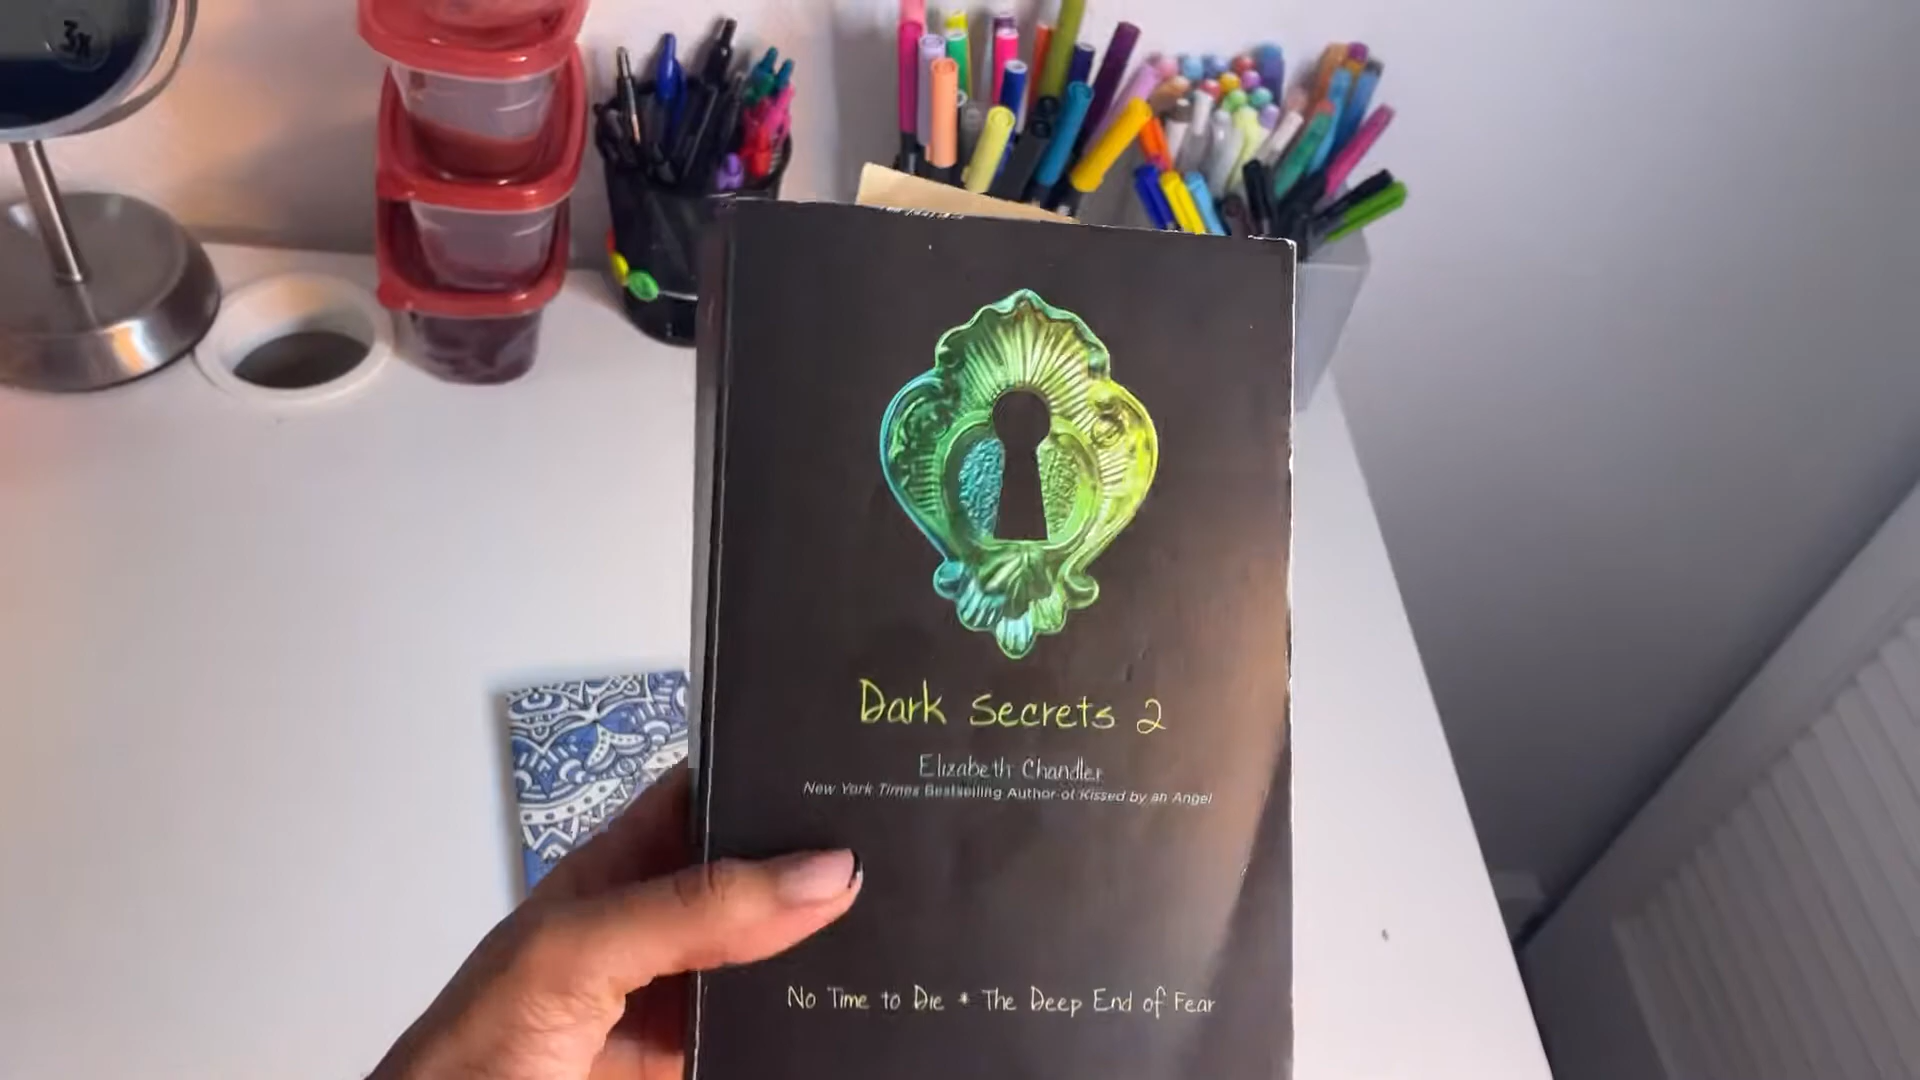 3x
Dark Secrets 2
Elizabeth Chandler
New York Times Bestselling Author of Kissed by an Angel
No Time to Die * The Deep End of Fear